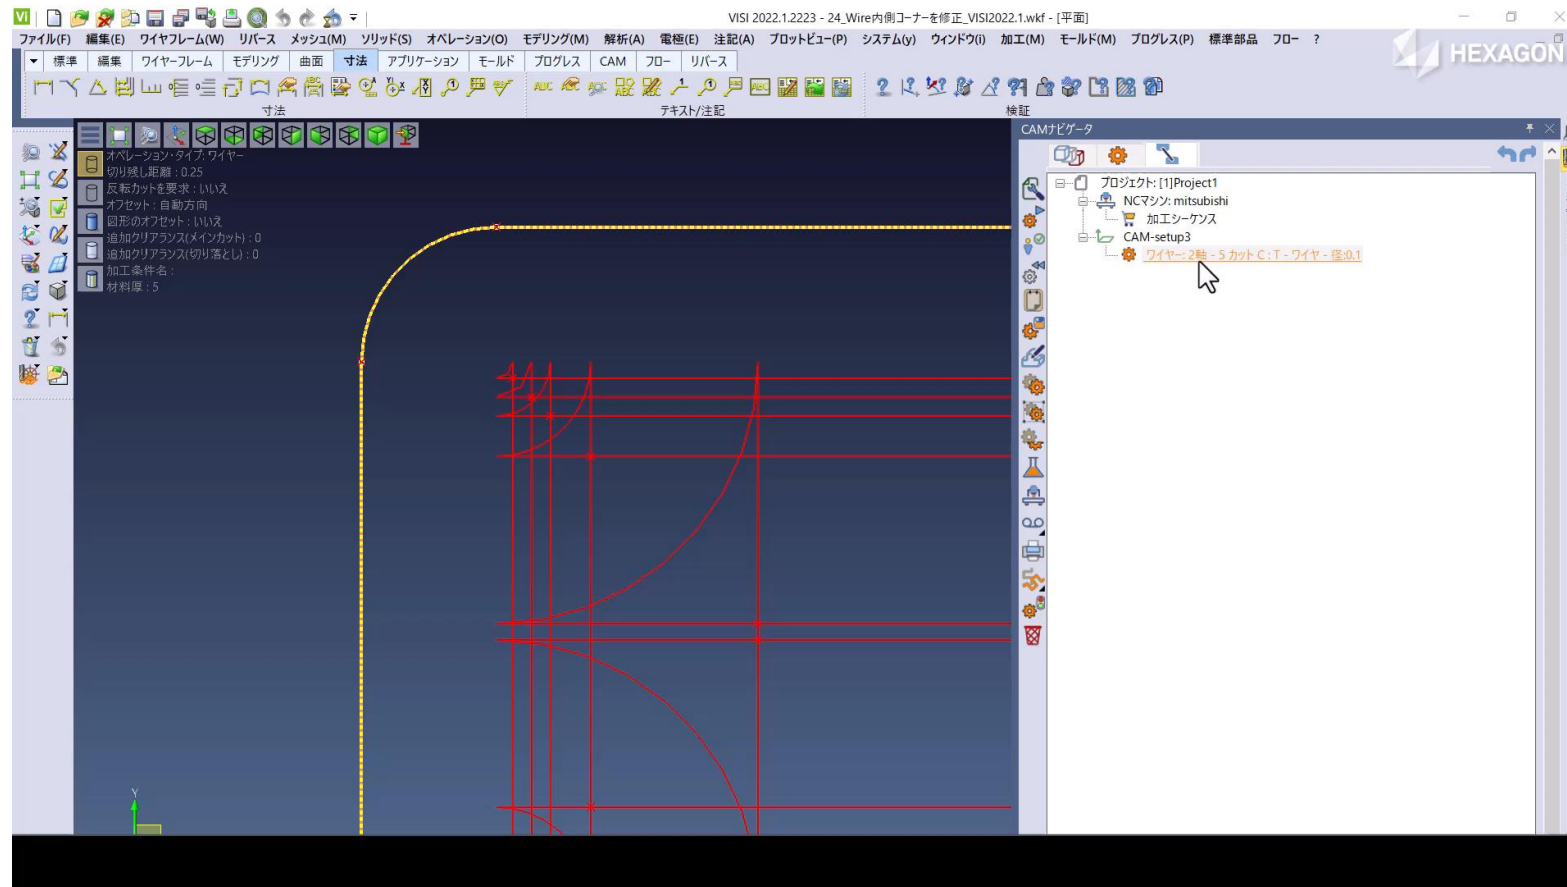 Vi
VISI 2022.1.2223 - 24_Wire内側コーナーを修正_VISI2022.1.wkf - [平面]
ファイル(F) 編集(E) ワイヤフレーム(W) リバース メッシュ(M) ソリッド(S) オペレーション(O) モデリング(M) 解析(A) 電極(E) 注記(A) プロットビュー(P) システム(y) ウィンドウ(i) 加工(M) モールド(M) プログレス(P) 標準部品 フロー ?
標準 編集 ワイヤ-フレーム モデリング 曲面 寸法 アプリケーション モールド プログレス CAM フロー リバース
HEXAGON
寸法 テキスト/注記 検証
CAMナビゲータ
オペレーション・タイプ: ワイヤー
切り残し距離 : 0.25
反転カットを要求 : いいえ
オフセット : 自動方向
図形のオフセット : いいえ
追加クリアランス(メインカット) : 0
追加クリアランス(切り落とし) : 0
加工条件名 :
材料厚 : 5
プロジェクト: [1]Project1
NCマシン: mitsubishi
加工シーケンス
CAM-setup3
ワイヤー: 2軸 - 5 カット C : T - ワイヤ - 径:0.1
Y